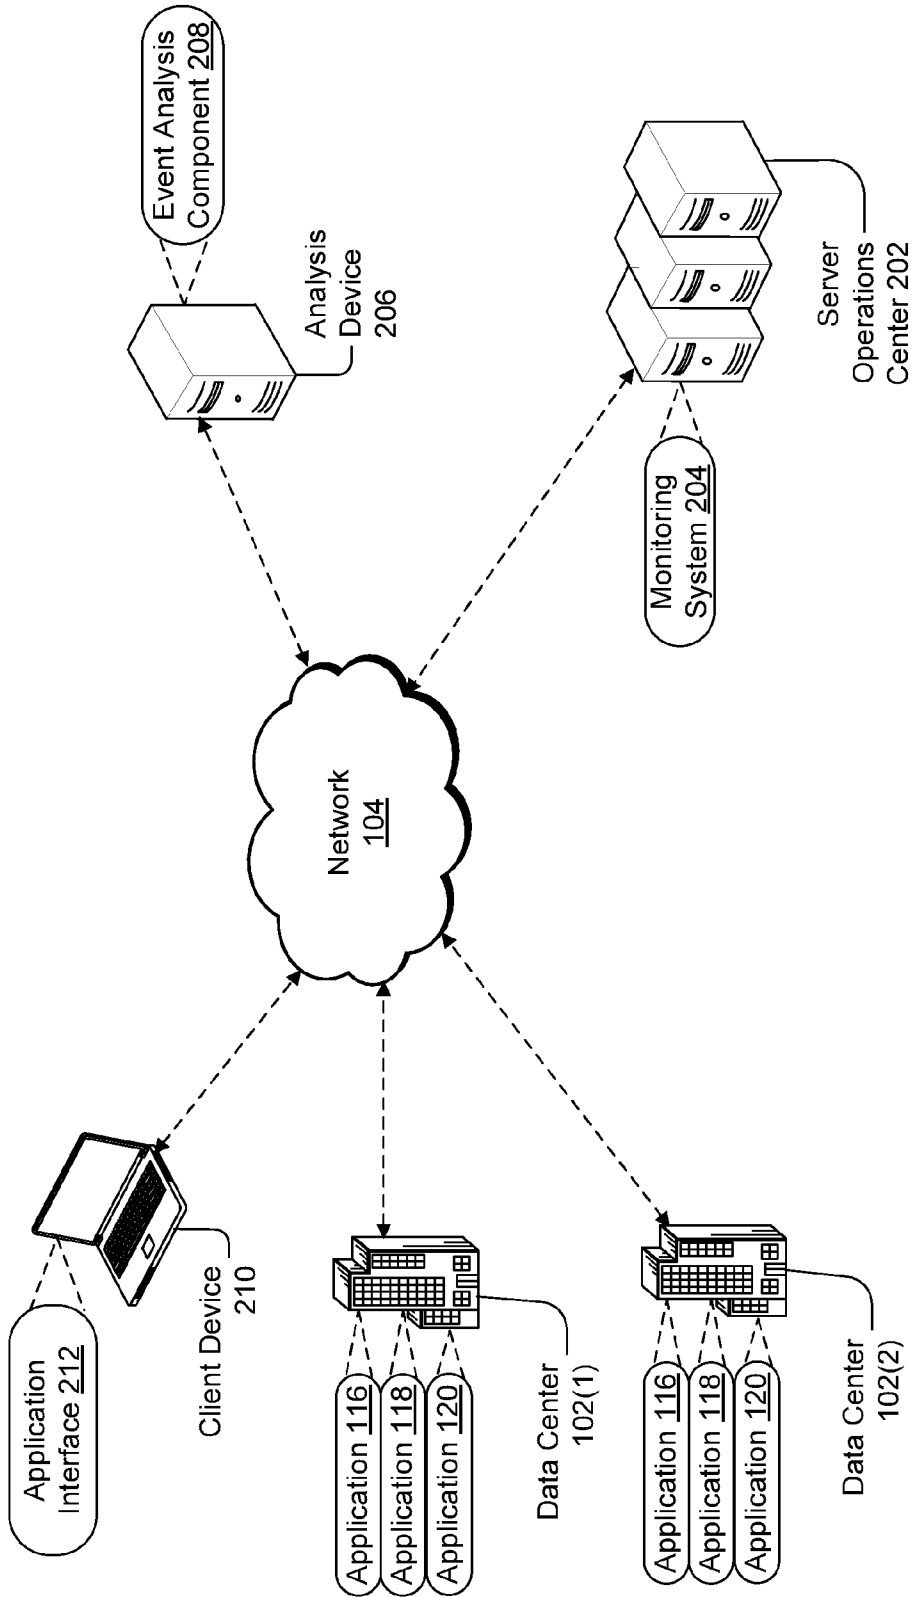 Application
Interface 212
Client Device
210
Application 116
Application 118
Application 120
Data Center
102(1)
Application 116
Application 118
Application 120
Data Center
102(2)
Network
104
Event Analysis
Component 208
Analysis
Device
206
Monitoring
System 204
Server
Operations
Center 202